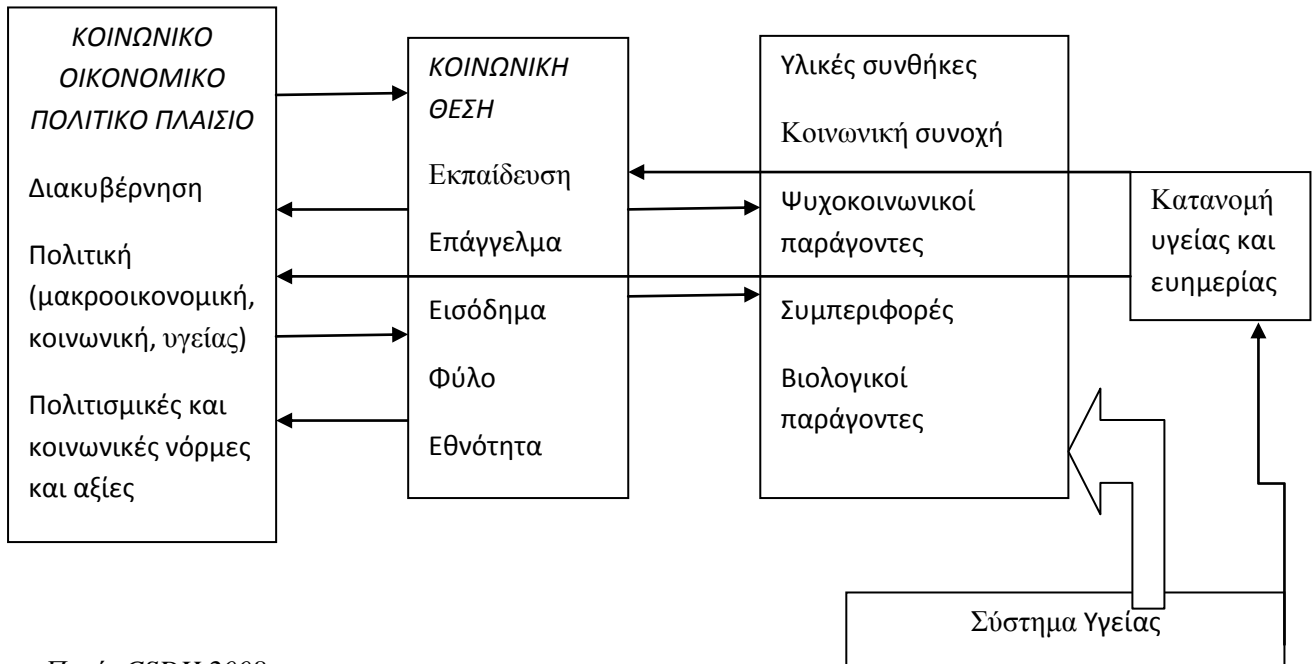 ΚΟΙΝΩΝΙΚΟ
ΟΙΚΟΝΟΜΙΚΟ
ΠΟΛΙΤΙΚΟ ΠΛΑΙΣΙΟ
Διακυβέρνηση
Πολιτική
(μακροοικονομική,
κοινωνική, υγείας)
Πολιτισμικές και
κοινωνικές νόρμες
και αξίες
ΚΟΙΝΩΝΙΚΗ
ΘΕΣΗ
Εκπαίδευση
Επάγγελμα
Εισόδημα
Φύλο
Εθνότητα
Υλικές συνθήκες
Κοινωνική συνοχή
Ψυχοκοινωνικοί
παράγοντες
Συμπεριφορές
Βιολογικοί
παράγοντες
Κατανομή
υγείας και
ευημερίας
Σύστημα Υγείας